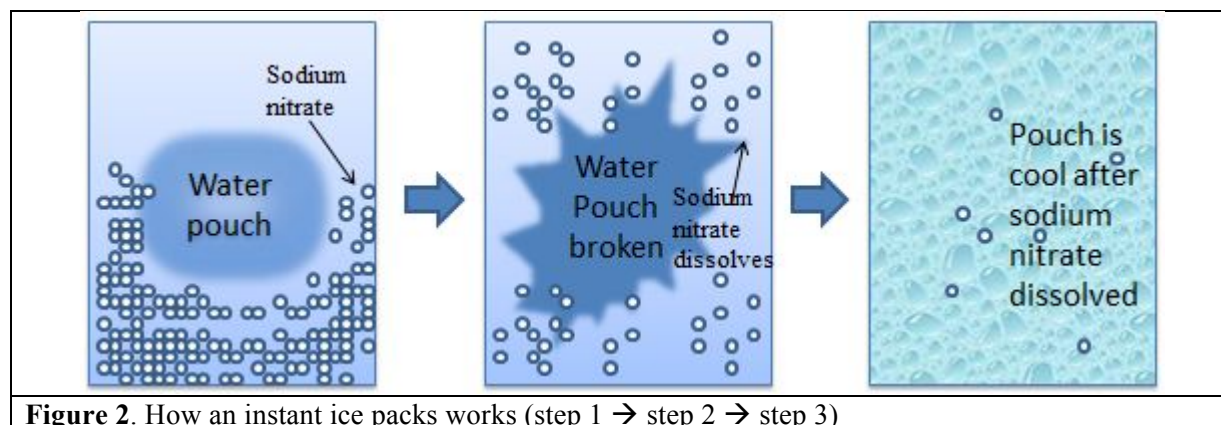 Sodium
nitrate
Water
pouch
Water
Pouch
broken
Sodium
nitrate
dissolves
Pouch is
cool after
sodium
nitrate
dissolved
Figure 2. How an instant ice packs works (step 1 → step 2 → step 3)